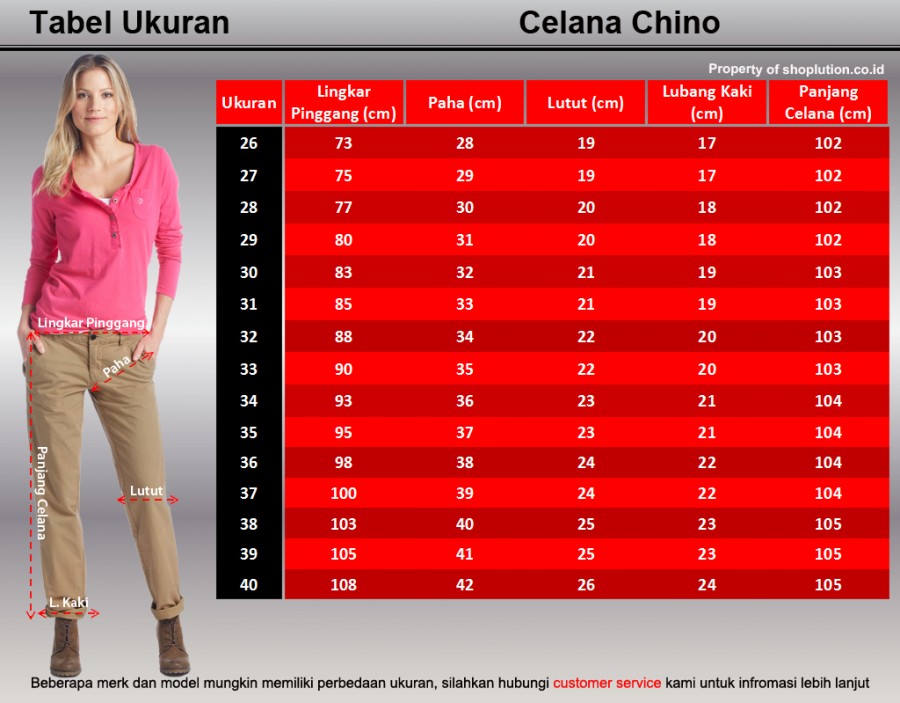 Tabel Ukuran Celana Chino
Property of shoplution.co.id
Ukuran Lingkar Pinggang (cm) Paha (cm) Lutut (cm) Lubang Kaki (cm) Panjang Celana (cm)
26 73 28 19 17 102
27 75 29 19 17 102
28 77 30 20 18 102
29 80 31 20 18 102
30 83 32 21 19 103
31 85 33 21 19 103
32 88 34 22 20 103
33 90 35 22 20 103
34 93 36 23 21 104
35 95 37 23 21 104
36 98 38 24 22 104
37 100 39 24 22 104
38 103 40 25 23 105
39 105 41 25 23 105
40 108 42 26 24 105
Lingkar Pinggang
Paha
Panjang Celana
Lutut
L. Kaki
Beberapa merk dan model mungkin memiliki perbedaan ukuran, silahkan hubungi customer service kami untuk infromasi lebih lanjut